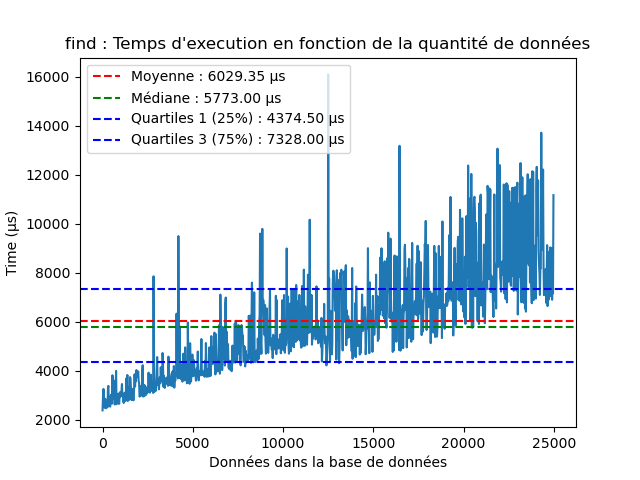 find : Temps d'execution en fonction de la quantité de données
Moyenne : 6029.35 µs
Médiane : 5773.00 µs
Quartiles 1 (25%) : 4374.50 µs
Quartiles 3 (75%) : 7328.00 µs
Time (µs)
16000
14000
12000
10000
8000
6000
4000
2000
0 5000 10000 15000 20000 25000
Données dans la base de données